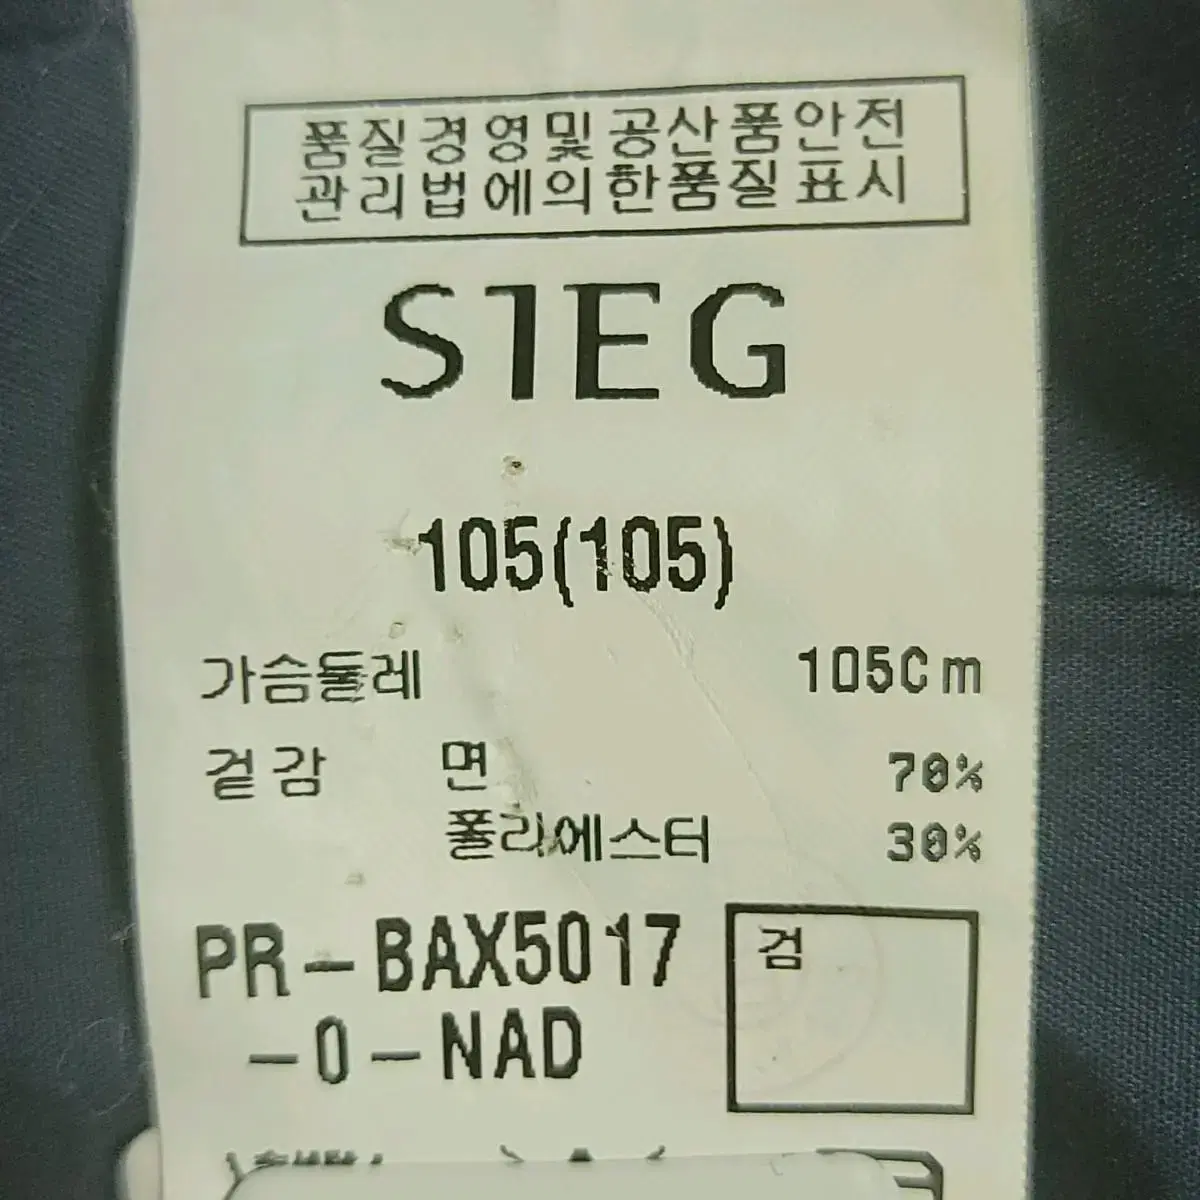 품질경영및공산품안전
관리법에의한품질표시
SIEG
105(105)
가슴둘레 105Cm
겉감 면 70%
폴리에스터 30%
PR-BAX5017
-0-NAD
검